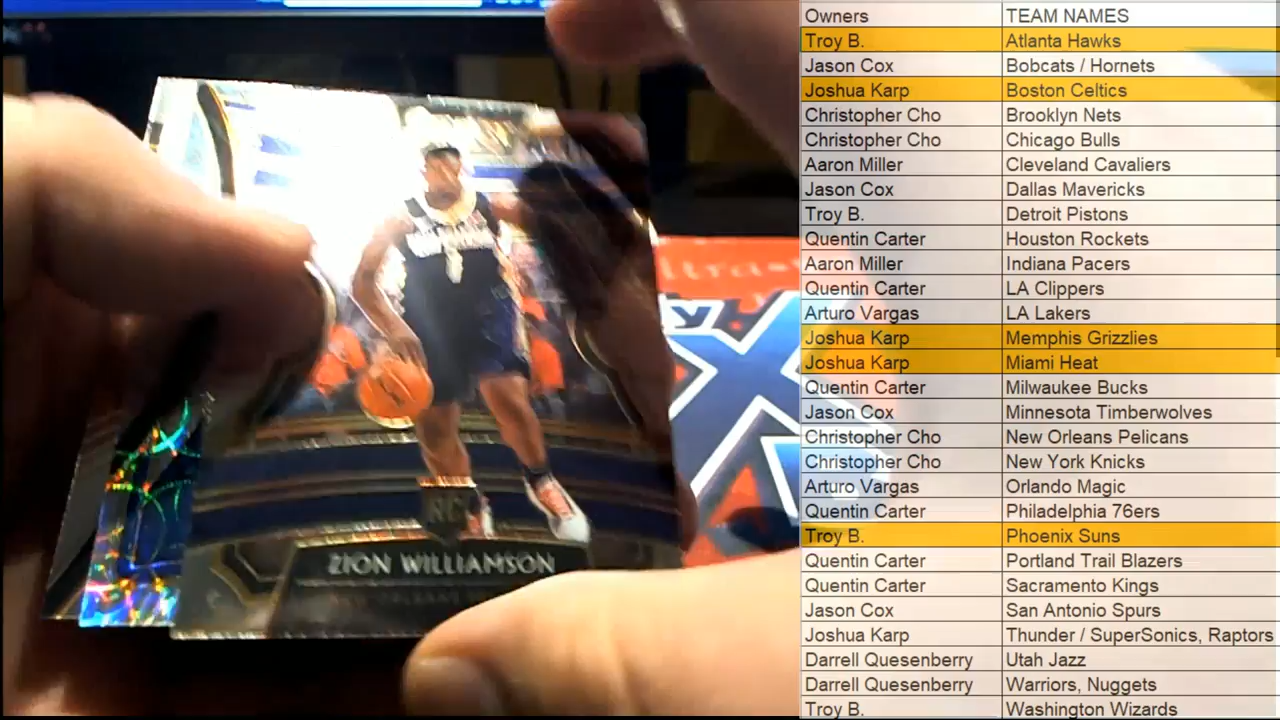 ZION WILLIAMSON
RC
Owners TEAM NAMES
Troy B. Atlanta Hawks
Jason Cox Bobcats / Hornets
Joshua Karp Boston Celtics
Christopher Cho Brooklyn Nets
Christopher Cho Chicago Bulls
Aaron Miller Cleveland Cavaliers
Jason Cox Dallas Mavericks
Troy B. Detroit Pistons
Quentin Carter Houston Rockets
Aaron Miller Indiana Pacers
Quentin Carter LA Clippers
Arturo Vargas LA Lakers
Joshua Karp Memphis Grizzlies
Joshua Karp Miami Heat
Quentin Carter Milwaukee Bucks
Jason Cox Minnesota Timberwolves
Christopher Cho New Orleans Pelicans
Christopher Cho New York Knicks
Arturo Vargas Orlando Magic
Quentin Carter Philadelphia 76ers
Troy B. Phoenix Suns
Quentin Carter Portland Trail Blazers
Quentin Carter Sacramento Kings
Jason Cox San Antonio Spurs
Joshua Karp Thunder / SuperSonics, Raptors
Darrell Quesenberry Utah Jazz
Darrell Quesenberry Warriors, Nuggets
Troy B. Washington Wizards